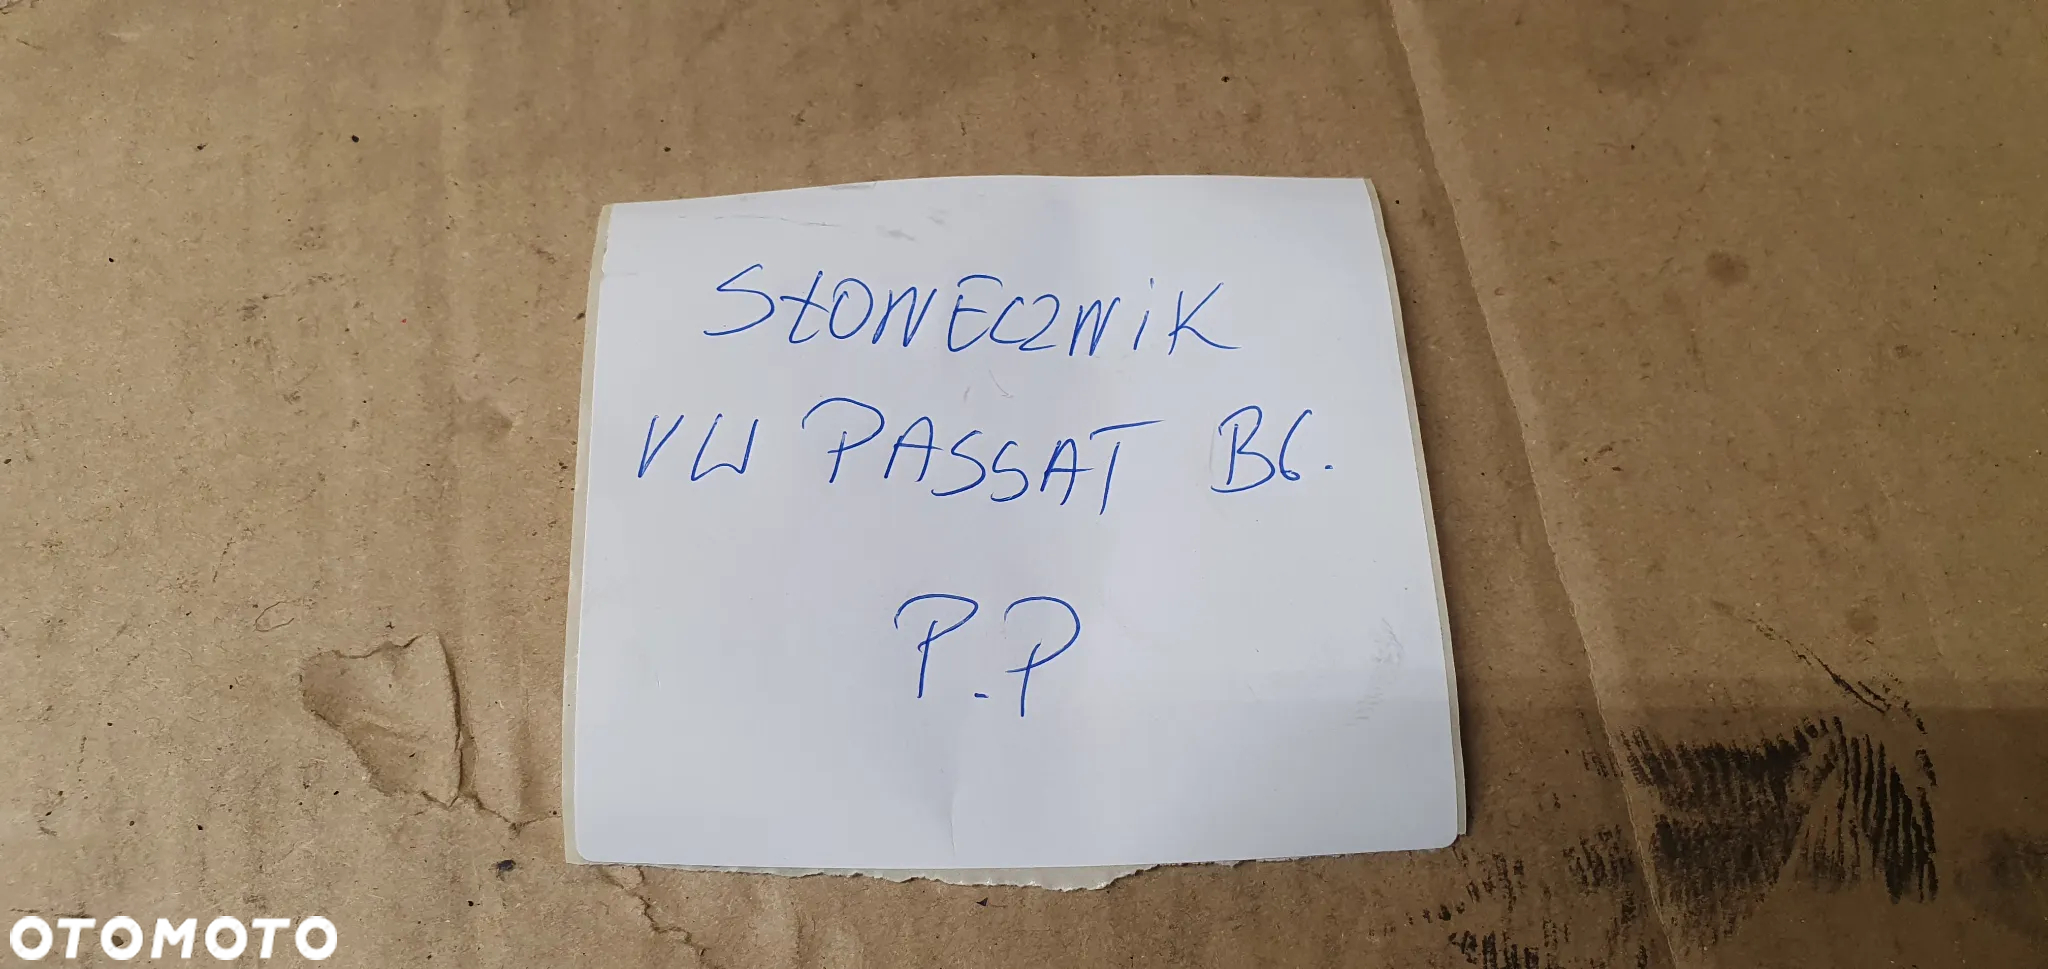 SŁONECZNiK
VW PASSAT B6.
P.P
OTOMOTO